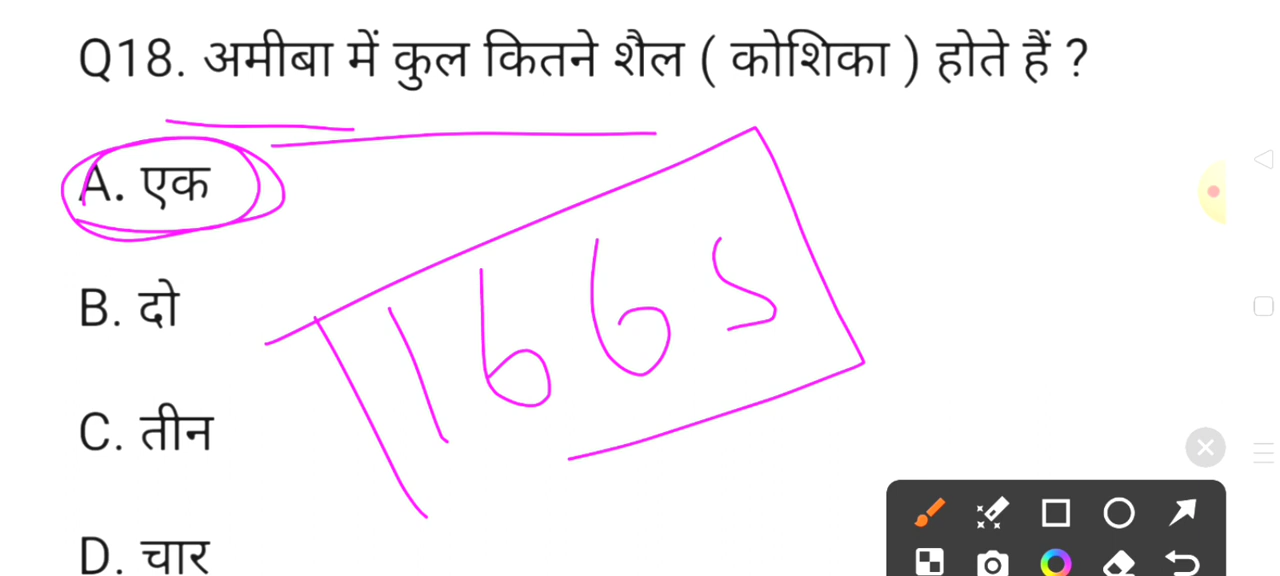 Q18. अमीबा में कुल कितने शैल ( कोशिका ) होते हैं ?
A. एक
B. दो
1665
C. तीन
D. चार